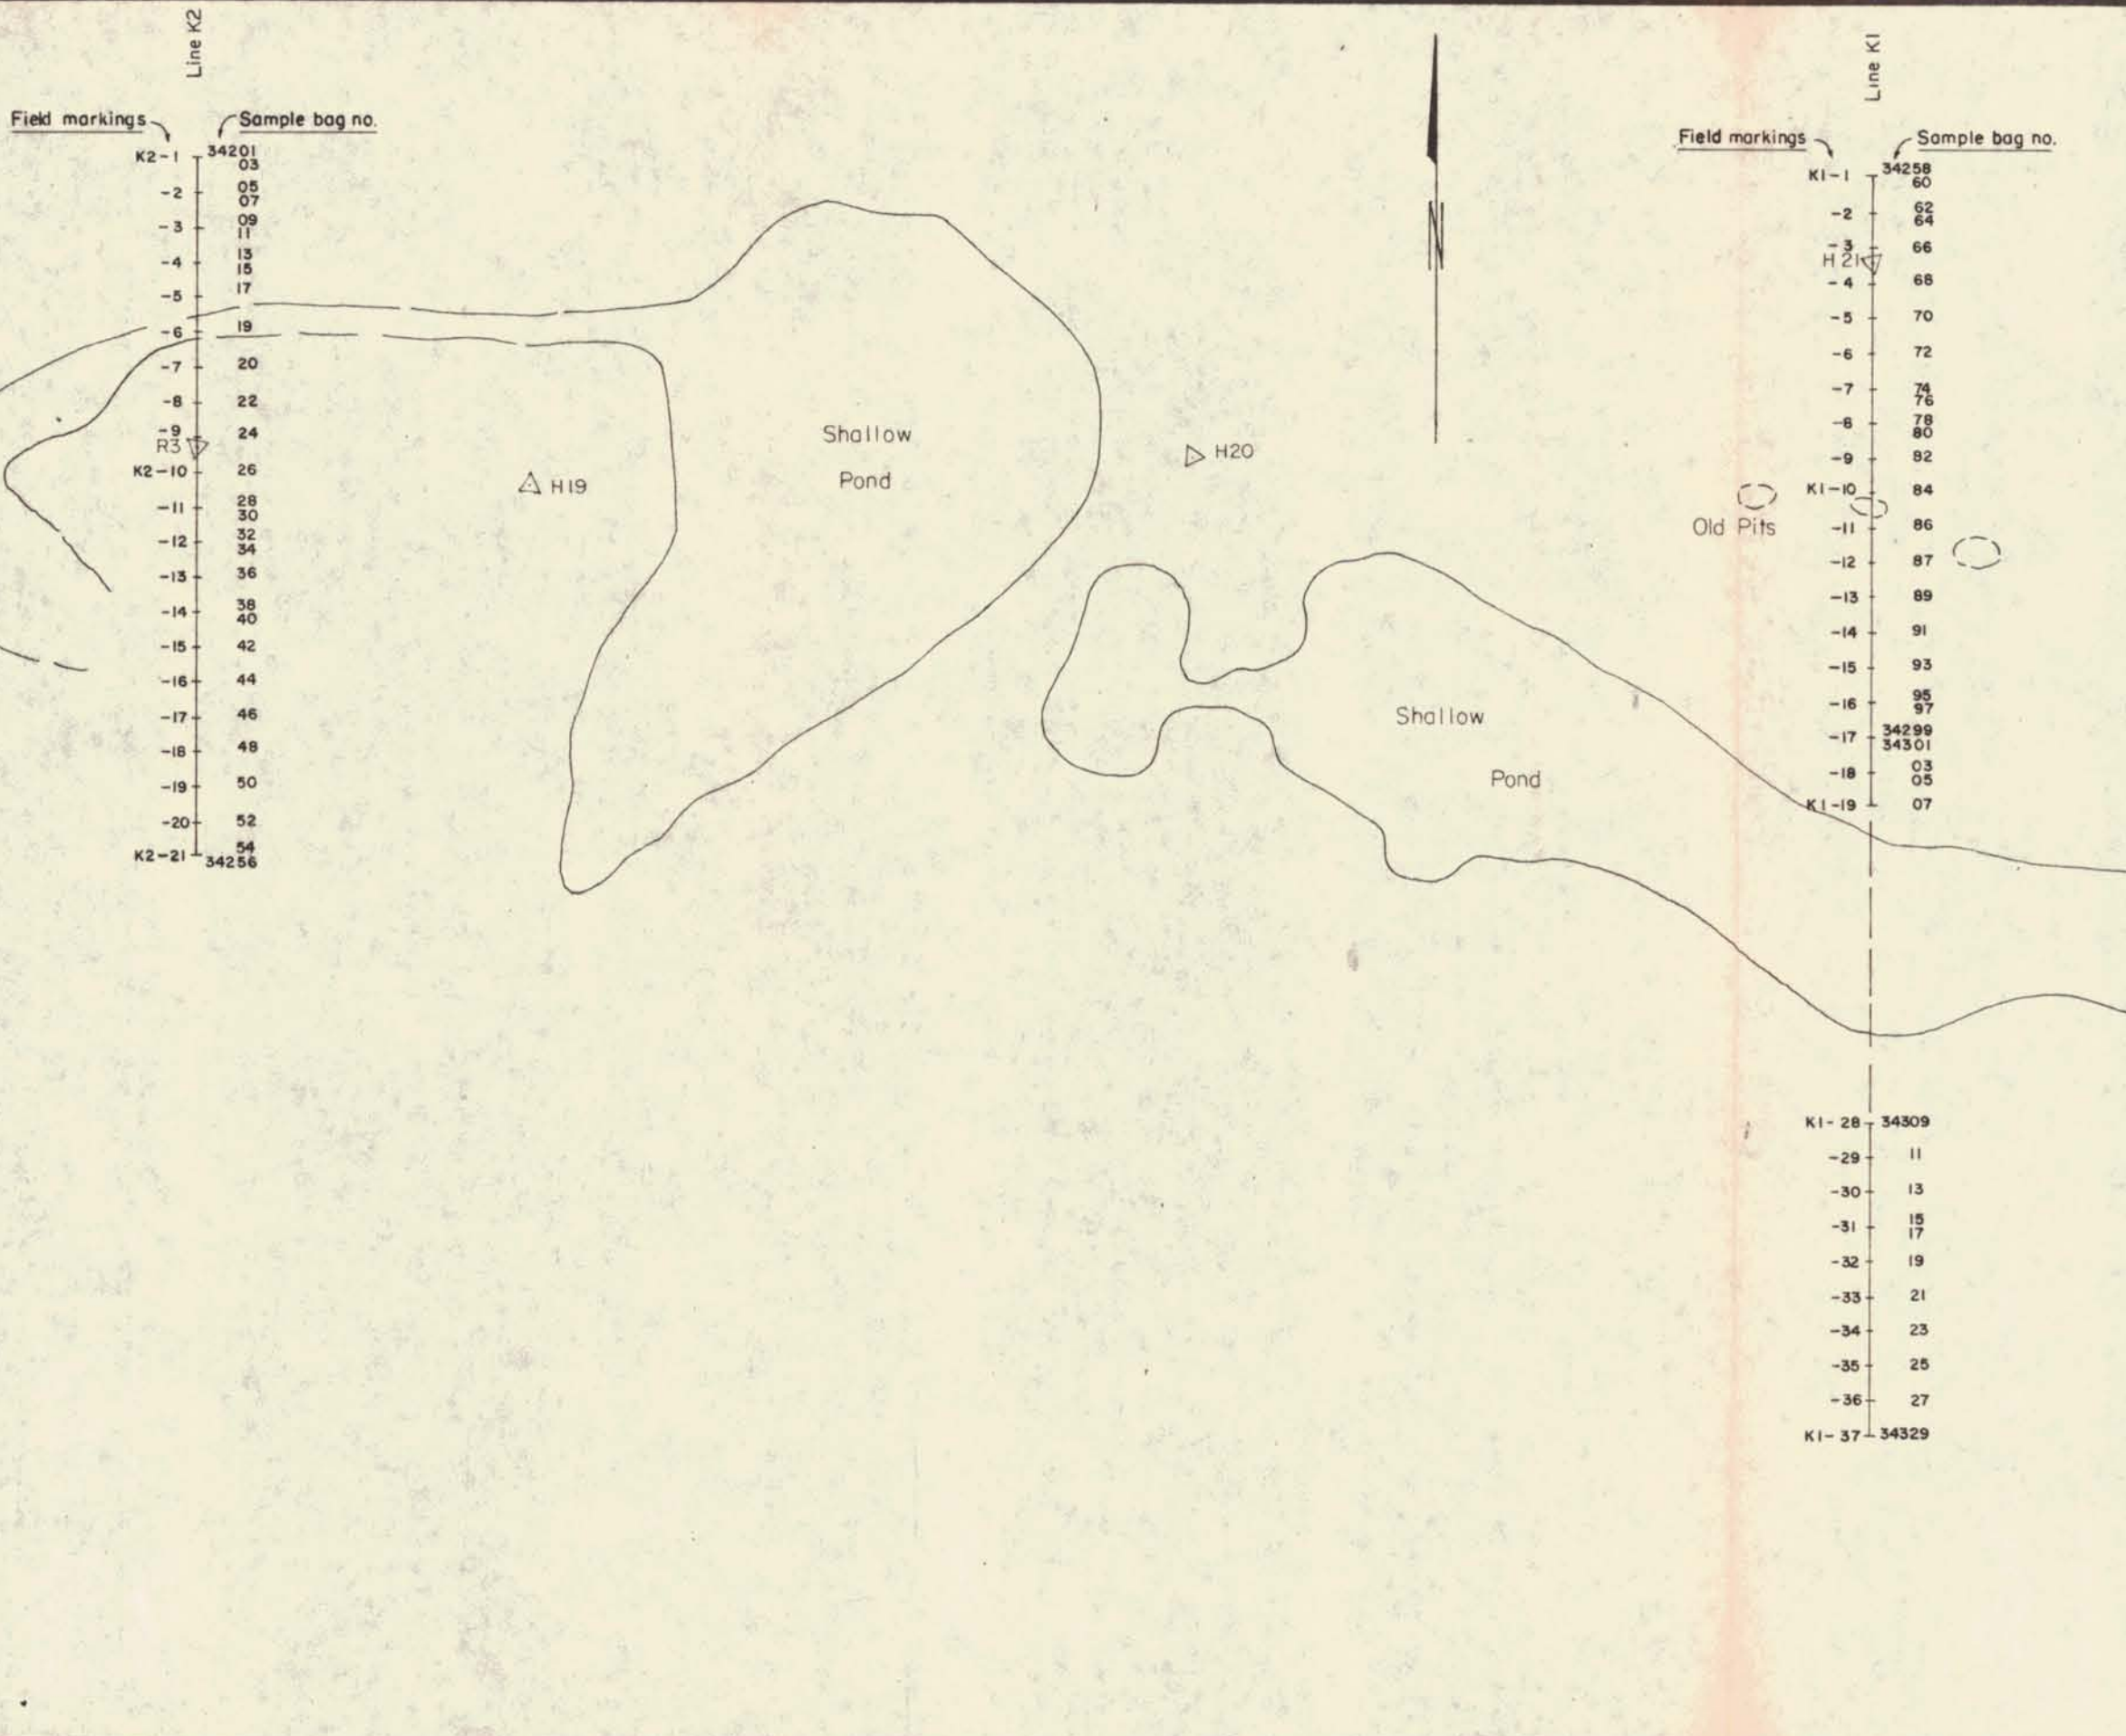 Line K2
Field markings
Sample bag no.
K2-1 34201
03
-2 05
07
-3 09
11
-4 13
15
-5 17
-6 19
-7 20
-8 22
-9 24
R3
K2-10 26
-11 28
30
-12 32
34
-13 36
-14 38
40
-15 42
-16 44
-17 46
-18 48
-19 50
-20 52
54
K2-21 34256
H19
Shallow
Pond
H20
N
Shallow
Pond
Line K1
Field markings
Sample bag no.
K1-1 34258
60
-2 62
64
-3 66
H21
-4 68
-5 70
-6 72
-7 74
76
-8 78
80
-9 82
K1-10 84
Old Pits
-11 86
-12 87
-13 89
-14 91
-15 93
-16 95
97
-17 34299
34301
-18 03
05
K1-19 07
K1-28 34309
-29 11
-30 13
-31 15
17
-32 19
-33 21
-34 23
-35 25
-36 27
K1-37 34329